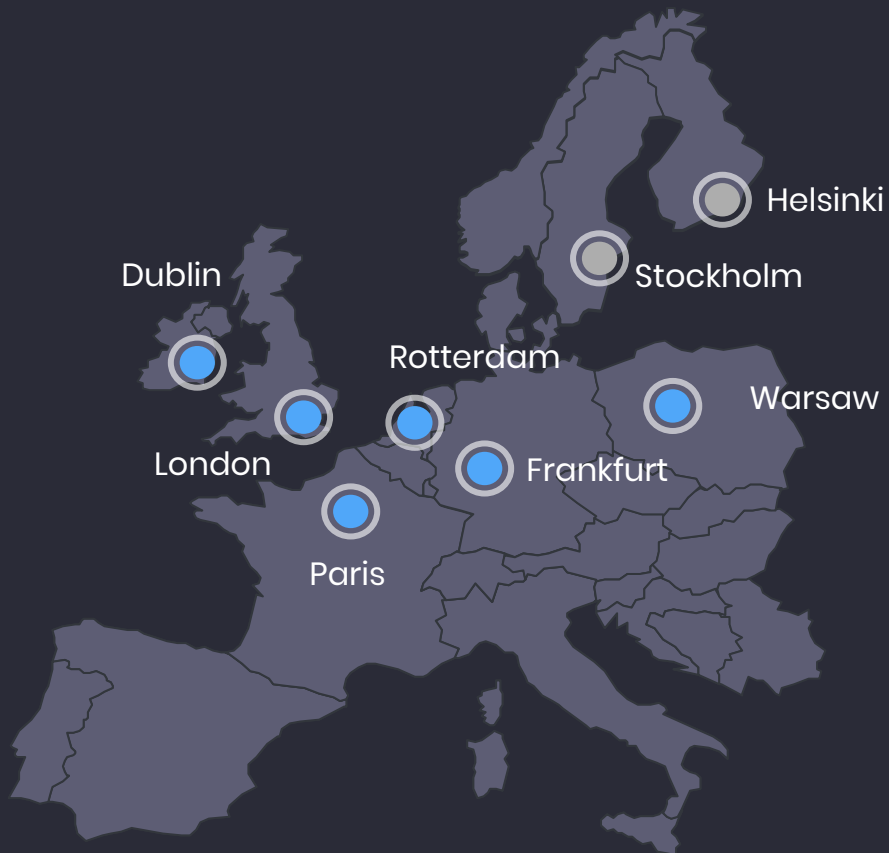 Helsinki
Dublin
Stockholm
Rotterdam
Warsaw
London
Frankfurt
Paris